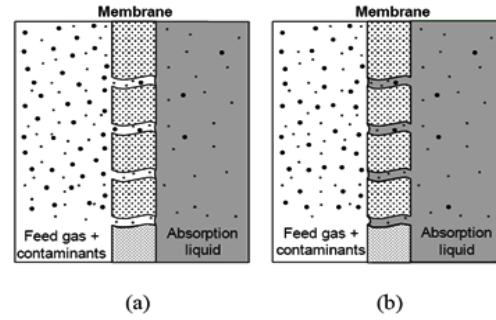 Membrane
Feed gas +
contaminants
Absorption
liquid
(a)
Membrane
Feed gas +
contaminants
Absorption
liquid
(b)